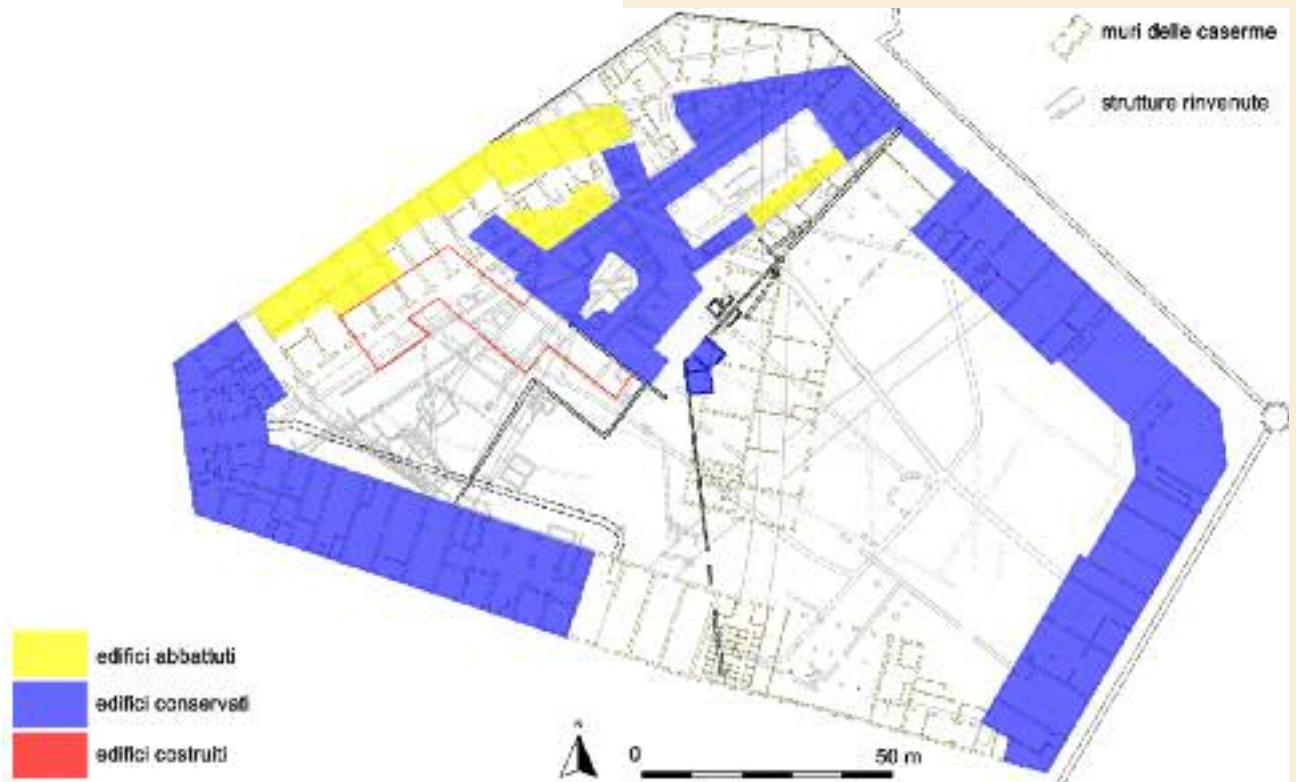 muri delle caserme
strutture rinvenute
edifici abbattuti
edifici conservati
edifici costruiti
N
0
50 m